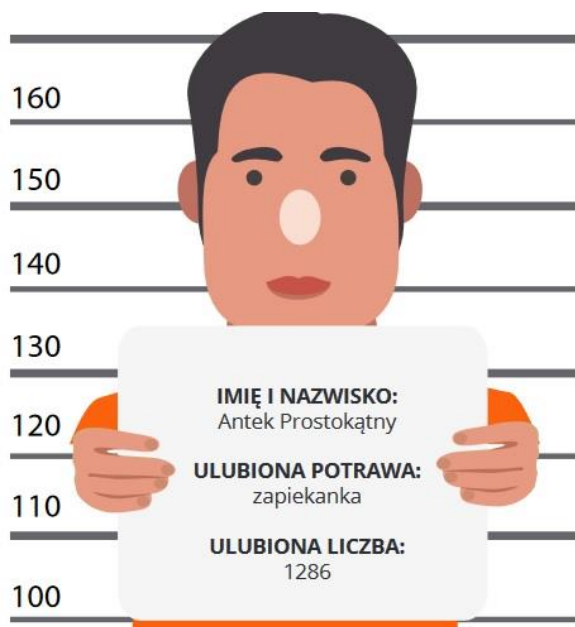 160
150
140
130
120
110
100
IMIĘ I NAZWISKO:
Antek Prostokątny
ULUBIONA POTRAWA:
zapiekanka
ULUBIONA LICZBA:
1286